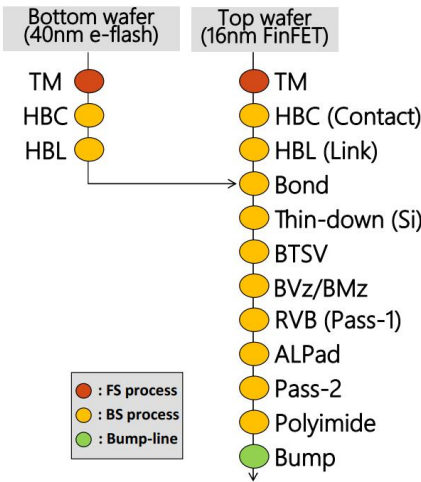 Bottom wafer
(40nm e-flash)
Top wafer
(16nm FinFET)
TM
HBC
HBL
TM
HBC (Contact)
HBL (Link)
Bond
Thin-down (Si)
BTSV
BVz/BMz
RVB (Pass-1)
ALPad
Pass-2
Polyimide
Bump
: FS process
: BS process
: Bump-line